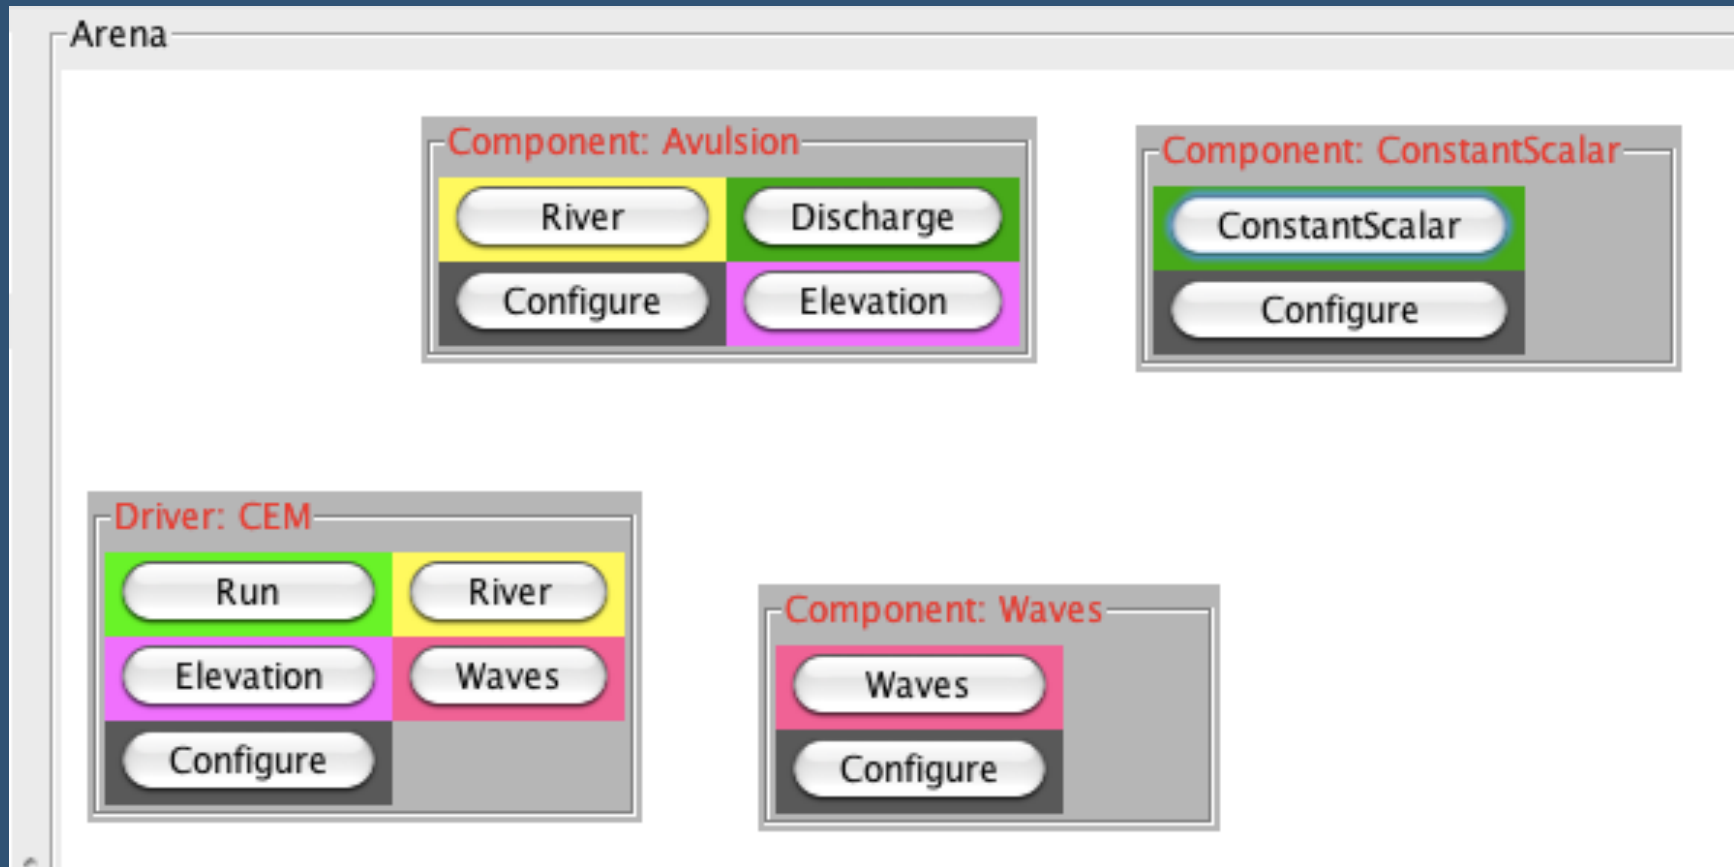 Arena
Component: Avulsion
River Discharge
Configure Elevation
Component: ConstantScalar
ConstantScalar
Configure
Driver: CEM
Run River
Elevation Waves
Configure
Component: Waves
Waves
Configure